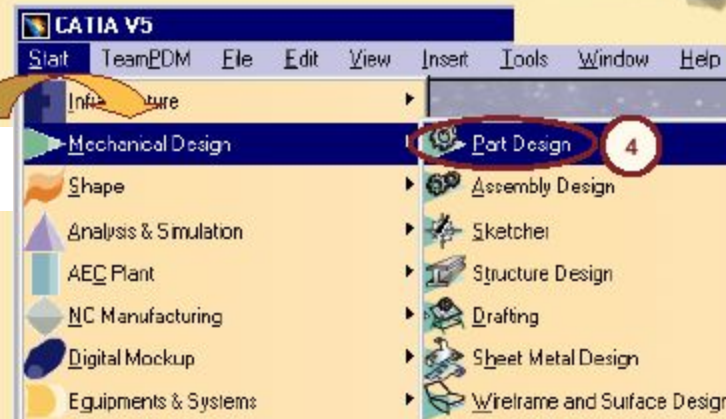 CATIA V5
Start TeamPDM File Edit View Insert Tools Window Help
Mechanical Design
Part Design 4
Shape
Assembly Design
Analysis & Simulation
Sketcher
AEC Plant
Structure Design
NC Manufacturing
Drafting
Digital Mockup
Sheet Metal Design
Equipments & Systems
Wireframe and Surface Design